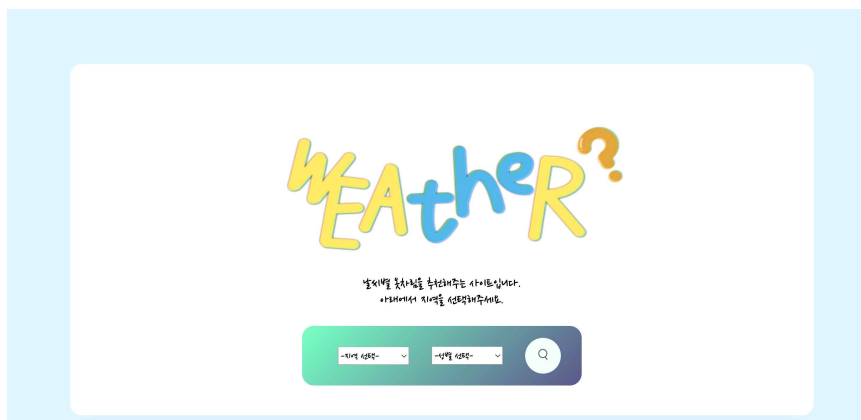 WEAtheR?
날씨별 옷차림을 추천해주는 사이트입니다.
아래에서 지역을 선택해주세요.
-지역 선택-
-성별 선택-